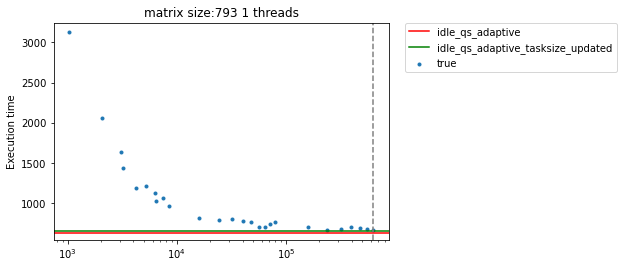 matrix size:793 1 threads
Execution time
3000
2500
2000
1500
1000
10³
10⁴
10⁵
idle_qs_adaptive
idle_qs_adaptive_tasksize_updated
true